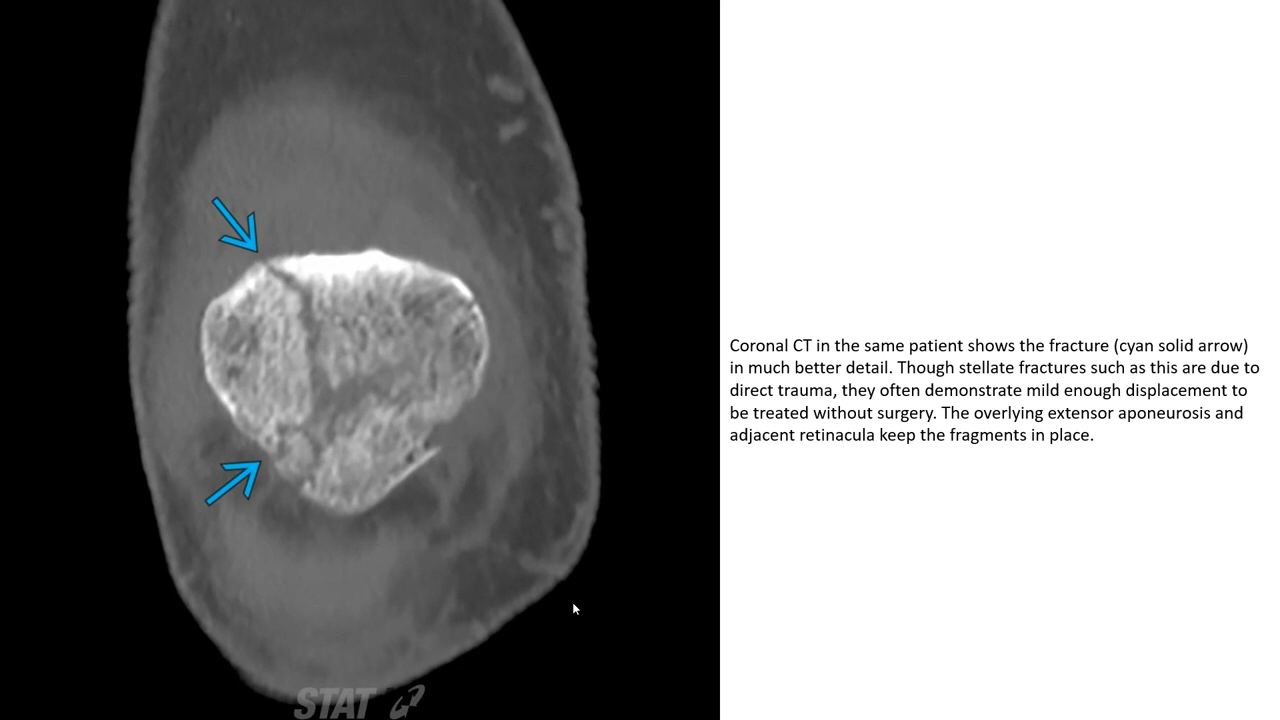 Coronal CT in the same patient shows the fracture (cyan solid arrow)
in much better detail. Though stellate fractures such as this are due to
direct trauma, they often demonstrate mild enough displacement to
be treated without surgery. The overlying extensor aponeurosis and
adjacent retinacula keep the fragments in place.
STAT